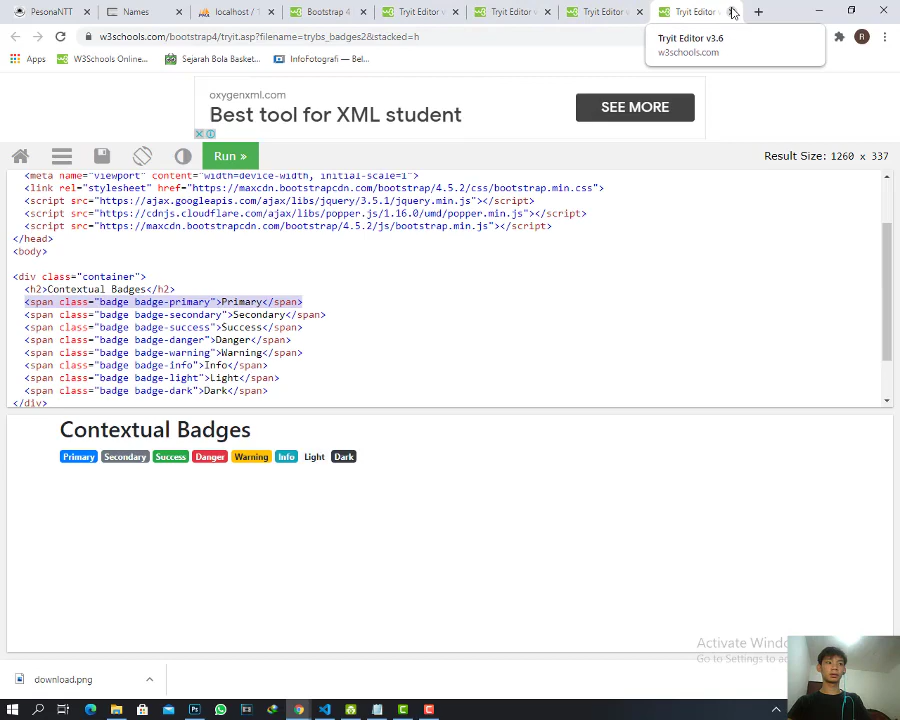 PesonaNTT
Names
localhost /
Bootstrap 4
Tryit Editor
Tryit Editor v
Tryit Editor v
Tryit Editor
w3schools.com/bootstrap4/tryit.asp?filename=trybs_badges2&stacked=h
R
Tryit Editor v3.6
w3schools.com
Apps
W3Schools Online...
Sejarah Bola Basket...
InfoFotografi — Bel...
oxygenxml.com
Best tool for XML student
SEE MORE
Run »
Result Size: 1260 x 337
<meta name="viewport" content="width=device-width, initial-scale=1">
<link rel="stylesheet" href="https://maxcdn.bootstrapcdn.com/bootstrap/4.5.2/css/bootstrap.min.css">
<script src="https://ajax.googleapis.com/ajax/libs/jquery/3.5.1/jquery.min.js"></script>
<script src="https://cdnjs.cloudflare.com/ajax/libs/popper.js/1.16.0/umd/popper.min.js"></script>
<script src="https://maxcdn.bootstrapcdn.com/bootstrap/4.5.2/js/bootstrap.min.js"></script>
</head>
<body>
<div class="container">
<h2>Contextual Badges</h2>
<span class="badge badge-primary">Primary</span>
<span class="badge badge-secondary">Secondary</span>
<span class="badge badge-success">Success</span>
<span class="badge badge-danger">Danger</span>
<span class="badge badge-warning">Warning</span>
<span class="badge badge-info">Info</span>
<span class="badge badge-light">Light</span>
<span class="badge badge-dark">Dark</span>
</div>
Contextual Badges
Primary Secondary Success Danger Warning Info Light Dark
Activate Windo
Go to Settings to a
download.png